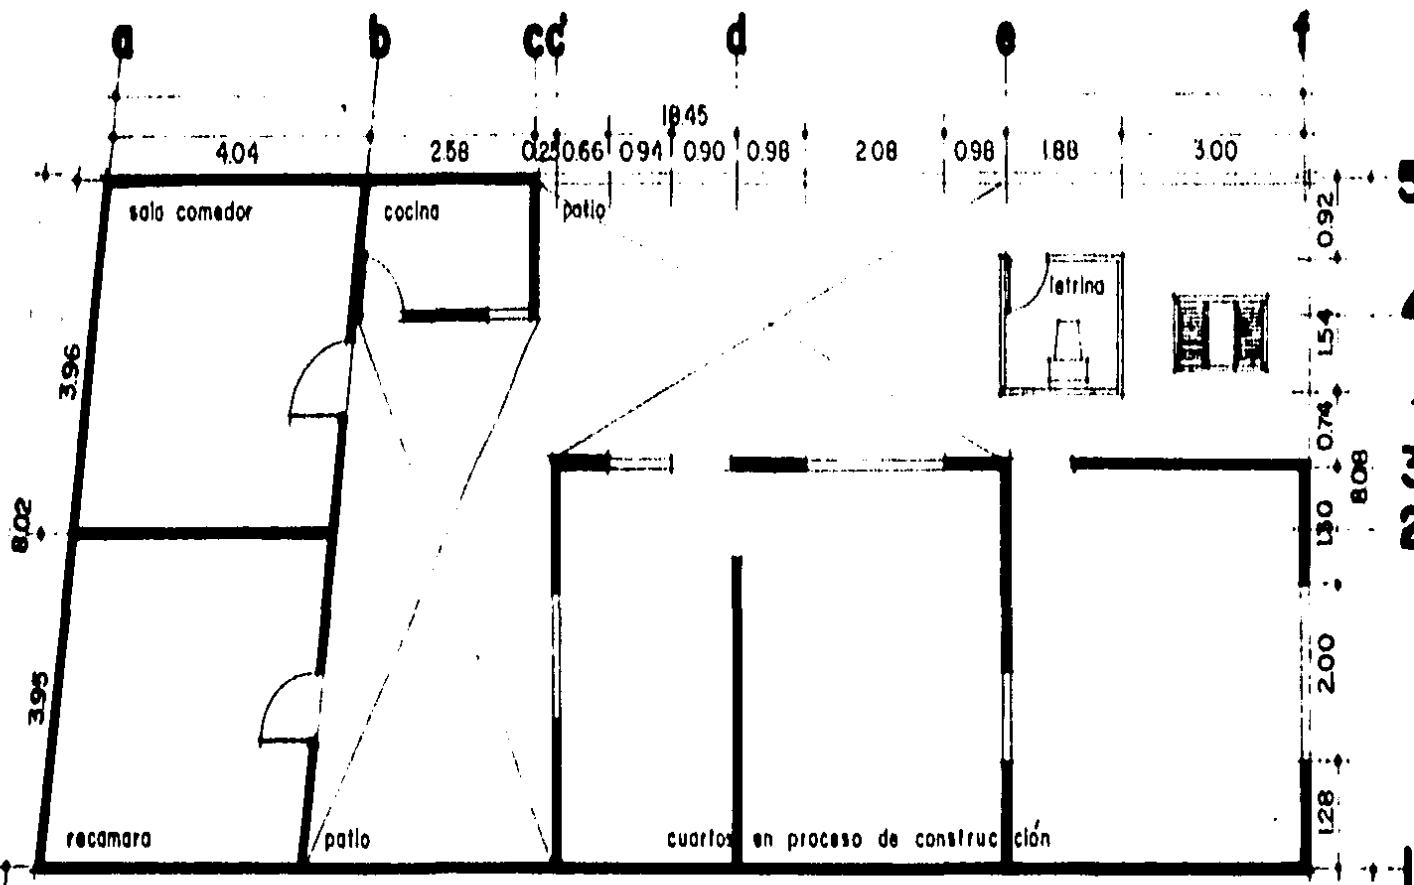 a b c c' d e f
18.45
4.04 2.58 0.25 0.66 0.94 0.90 0.98 2.08 0.98 1.88 3.00
sala comedor cocina patio
0.92
letrina
1.54
3.96
0.74
8.08
8.02
1.30
2.00
3.95
1.28
recamara patio cuartos en proceso de construcción